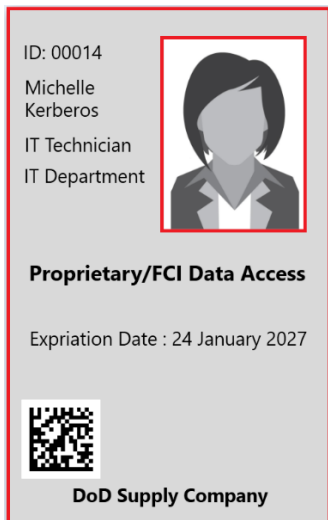 ID: 00014
Michelle
Kerberos
IT Technician
IT Department
Proprietary/FCI Data Access
Expriation Date : 24 January 2027
DoD Supply Company